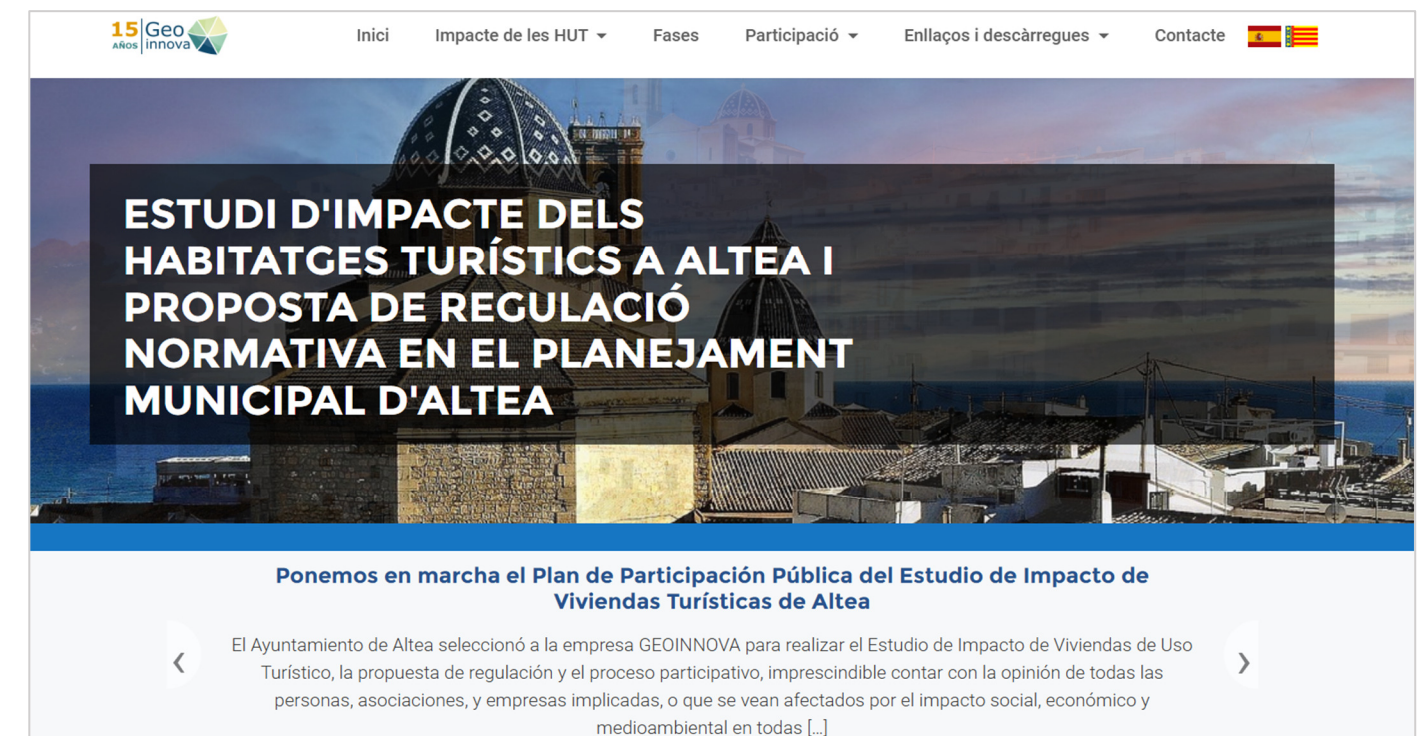 15 AÑOS Geo innova
Inici Impacte de les HUT Fases Participació Enllaços i descàrregues Contacte
ESTUDI D'IMPACTE DELS
HABITATGES TURÍSTICS A ALTEA I
PROPOSTA DE REGULACIÓ
NORMATIVA EN EL PLANEJAMENT
MUNICIPAL D'ALTEA
Ponemos en marcha el Plan de Participación Pública del Estudio de Impacto de
Viviendas Turísticas de Altea
El Ayuntamiento de Altea seleccionó a la empresa GEOINNOVA para realizar el Estudio de Impacto de Viviendas de Uso
Turístico, la propuesta de regulación y el proceso participativo, imprescindible contar con la opinión de todas las
personas, asociaciones, y empresas implicadas, o que se vean afectados por el impacto social, económico y
medioambiental en todas [...]